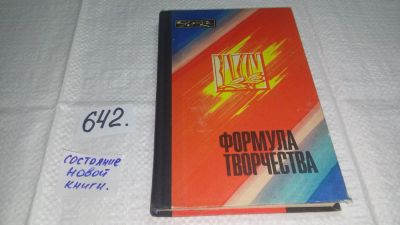 642.
СОСТОЯНИЕ
НОВОЙ
КНИГИ.
ФОРМУЛА
ТВОРЧЕСТВА